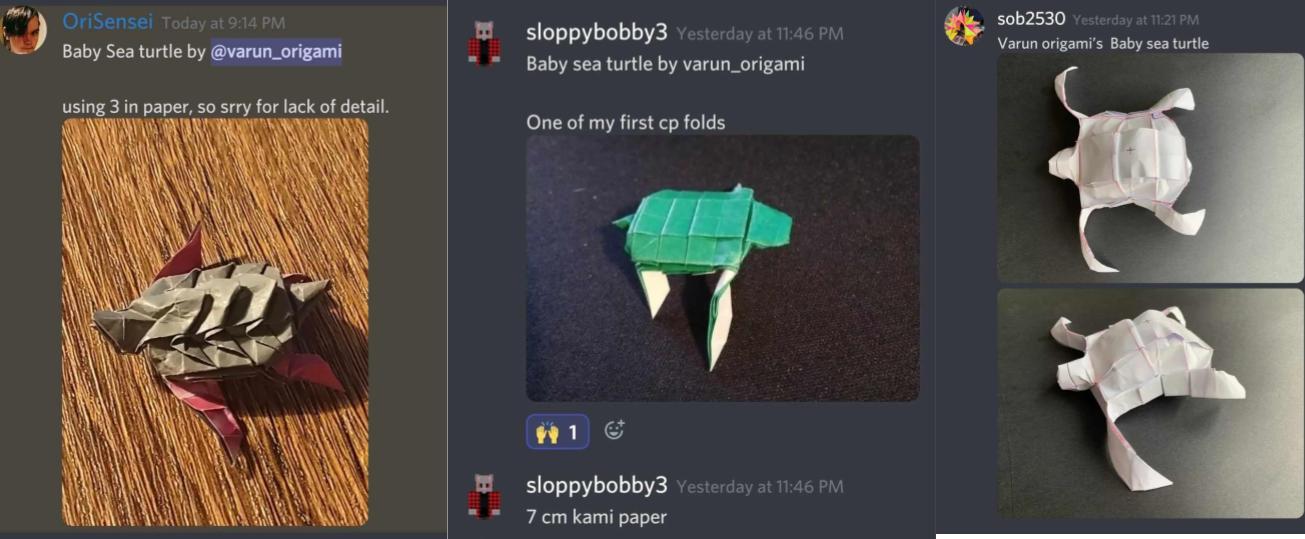 OriSensei Today at 9:14 PM
Baby Sea turtle by @varun_origami
using 3 in paper, so srry for lack of detail.
sloppybobby3 Yesterday at 11:46 PM
Baby sea turtle by varun_origami
One of my first cp folds
1
sloppybobby3 Yesterday at 11:46 PM
7 cm kami paper
sob2530 Yesterday at 11:21 PM
Varun origami's Baby sea turtle